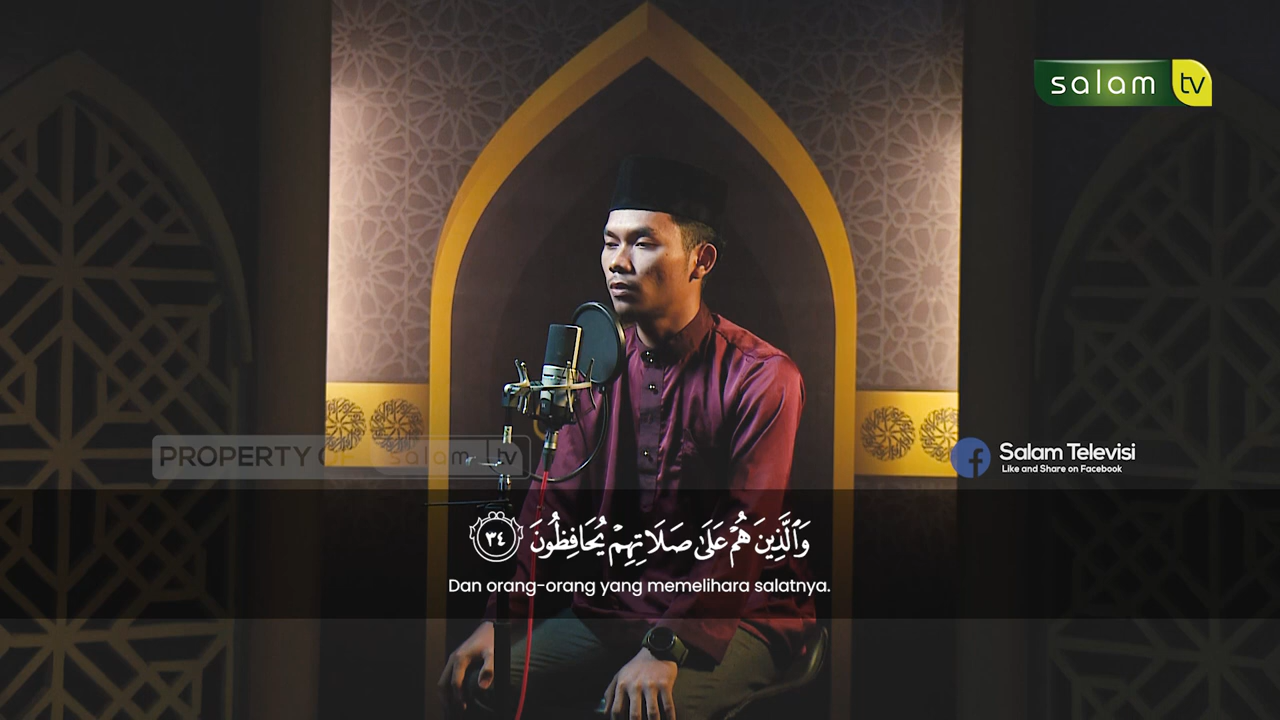 salam tv
PROPERTY OF salam tv
Salam Televisi
Like and Share on Facebook
وَٱلَّذِينَ هُمْ عَلَىٰ صَلَاتِهِمْ يُحَافِظُونَ ٣٤
Dan orang-orang yang memelihara salatnya.